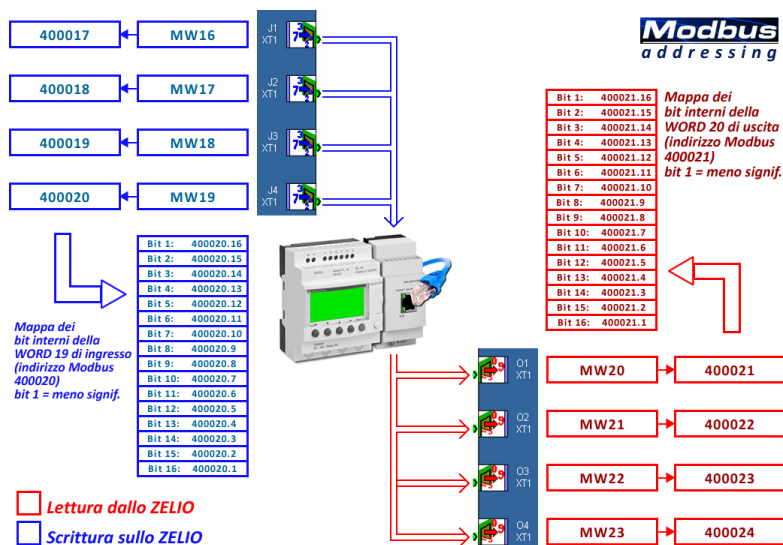 Modbus
addressing
400017
MW16
J1
XT1
400018
MW17
J2
XT1
400019
MW18
J3
XT1
400020
MW19
J4
XT1
Bit 1: 400020.16
Bit 2: 400020.15
Bit 3: 400020.14
Bit 4: 400020.13
Bit 5: 400020.12
Bit 6: 400020.11
Bit 7: 400020.10
Bit 8: 400020.9
Bit 9: 400020.8
Bit 10: 400020.7
Bit 11: 400020.6
Bit 12: 400020.5
Bit 13: 400020.4
Bit 14: 400020.3
Bit 15: 400020.2
Bit 16: 400020.1
Mappa dei
bit interni della
WORD 19 di ingresso
(indirizzo Modbus
400020)
bit 1 = meno signif.
Bit 1: 400021.16
Bit 2: 400021.15
Bit 3: 400021.14
Bit 4: 400021.13
Bit 5: 400021.12
Bit 6: 400021.11
Bit 7: 400021.10
Bit 8: 400021.9
Bit 9: 400021.8
Bit 10: 400021.7
Bit 11: 400021.6
Bit 12: 400021.5
Bit 13: 400021.4
Bit 14: 400021.3
Bit 15: 400021.2
Bit 16: 400021.1
Mappa dei
bit interni della
WORD 20 di uscita
(indirizzo Modbus
400021)
bit 1 = meno signif.
O1
XT1
MW20
400021
O2
XT1
MW21
400022
O3
XT1
MW22
400023
O4
XT1
MW23
400024
Lettura dallo ZELIO
Scrittura sullo ZELIO